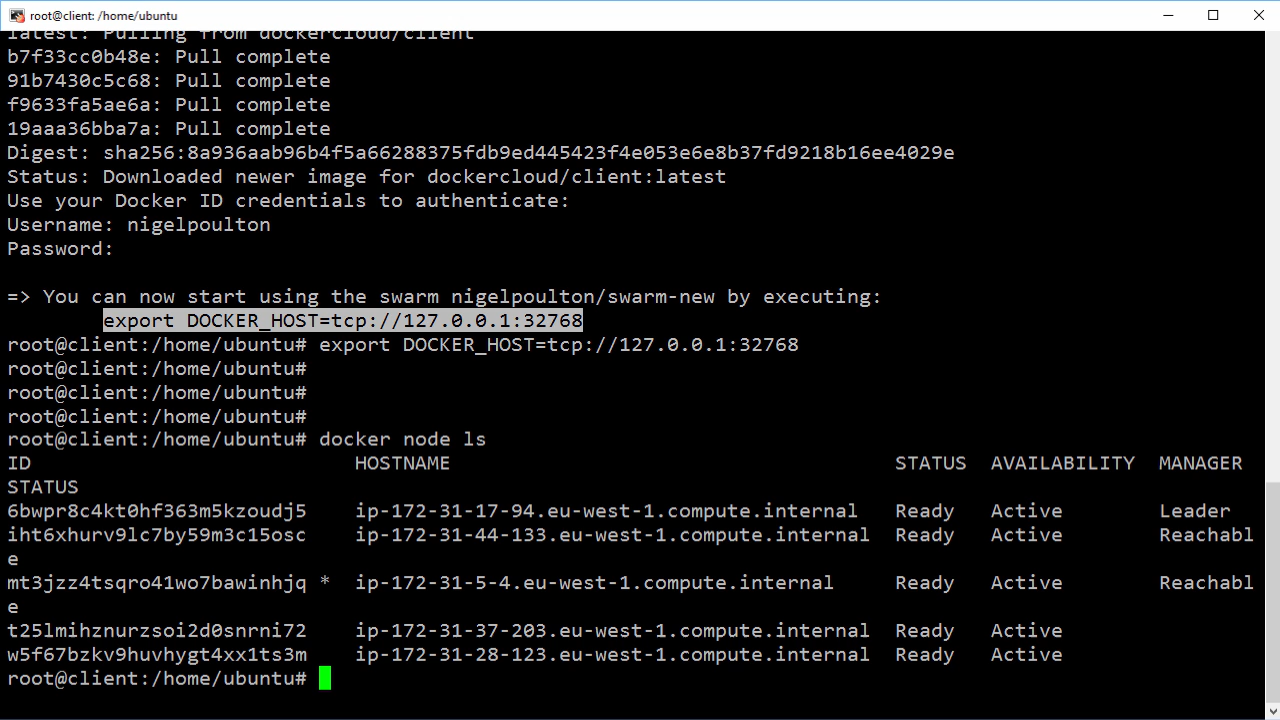 root@client: /home/ubuntu
latest: Pulling from dockercloud/client
b7f33cc0b48e: Pull complete
91b7430c5c68: Pull complete
f9633fa5ae6a: Pull complete
19aaa36bba7a: Pull complete
Digest: sha256:8a936aab96b4f5a66288375fdb9ed445423f4e053e6e8b37fd9218b16ee4029e
Status: Downloaded newer image for dockercloud/client:latest
Use your Docker ID credentials to authenticate:
Username: nigelpoulton
Password:
=> You can now start using the swarm nigelpoulton/swarm-new by executing:
export DOCKER_HOST=tcp://127.0.0.1:32768
root@client:/home/ubuntu# export DOCKER_HOST=tcp://127.0.0.1:32768
root@client:/home/ubuntu#
root@client:/home/ubuntu#
root@client:/home/ubuntu#
root@client:/home/ubuntu# docker node ls
ID HOSTNAME STATUS AVAILABILITY MANAGER
STATUS
6bwpr8c4kt0hf363m5kzoudj5 ip-172-31-17-94.eu-west-1.compute.internal Ready Active Leader
iht6xhurv9lc7by59m3c15osc ip-172-31-44-133.eu-west-1.compute.internal Ready Active Reachabl
e
mt3jzz4tsqro41wo7bawinhjq * ip-172-31-5-4.eu-west-1.compute.internal Ready Active Reachabl
e
t25lmihznurzsoi2d0snrni72 ip-172-31-37-203.eu-west-1.compute.internal Ready Active
w5f67bzkv9huvhygt4xx1ts3m ip-172-31-28-123.eu-west-1.compute.internal Ready Active
root@client:/home/ubuntu#